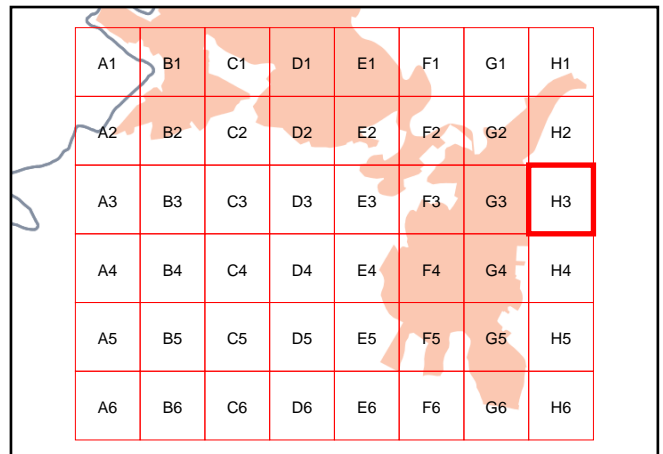 A1 B1 C1 D1 E1 F1 G1 H1
A2 B2 C2 D2 E2 F2 G2 H2
A3 B3 C3 D3 E3 F3 G3 H3
A4 B4 C4 D4 E4 F4 G4 H4
A5 B5 C5 D5 E5 F5 G5 H5
A6 B6 C6 D6 E6 F6 G6 H6